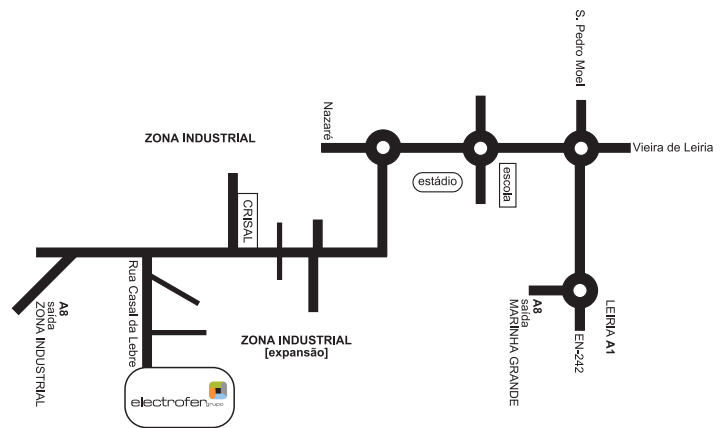 S. Pedro Moel
Nazaré
ZONA INDUSTRIAL
Vieira de Leiria
estádio
escola
CRISAL
Rua Casal da Lebre
A8
saída
ZONA INDUSTRIAL
ZONA INDUSTRIAL
[expansão]
A8
saída
MARINHA GRANDE
LEIRIA A1
EN-242
electrofer
grupo